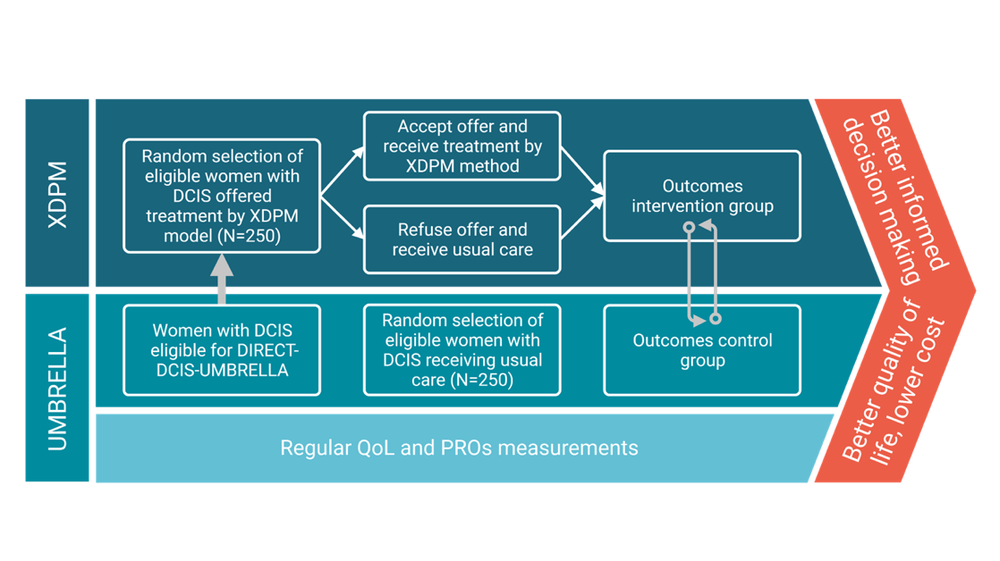 XDPM
Random selection of
eligible women with
DCIS offered
treatment by XDPM
model (N=250)
Accept offer and
receive treatment by
XDPM method
Refuse offer and
receive usual care
Outcomes
intervention group
UMBRELLA
Women with DCIS
eligible for DIRECT-
DCIS-UMBRELLA
Random selection of
eligible women with
DCIS receiving usual
care (N=250)
Outcomes control
group
Regular QoL and PROs measurements
Better informed
decision making
Better quality of
life, lower cost